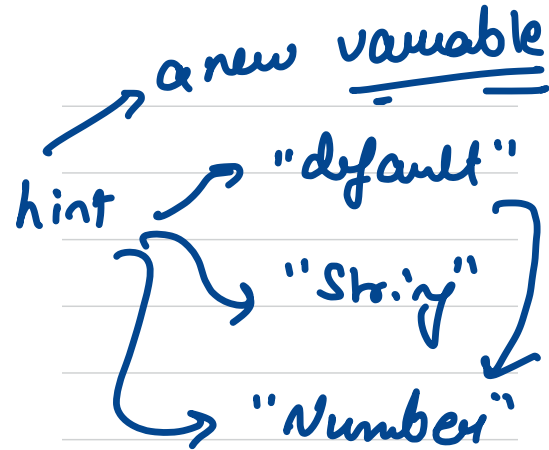 a new variable
"default"
hint
"String"
"Number"